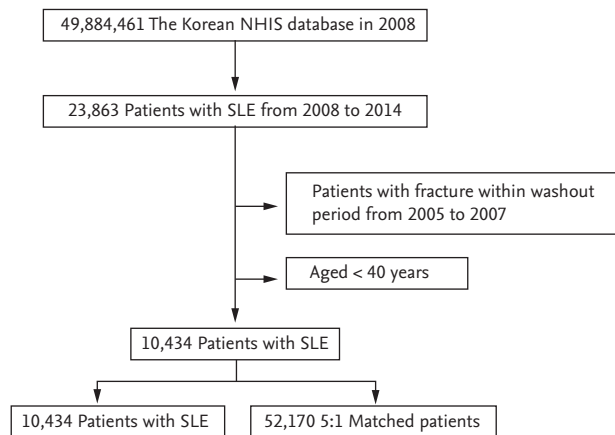 49,884,461 The Korean NHIS database in 2008
23,863 Patients with SLE from 2008 to 2014
Patients with fracture within washout
period from 2005 to 2007
Aged < 40 years
10,434 Patients with SLE
10,434 Patients with SLE
52,170 5:1 Matched patients